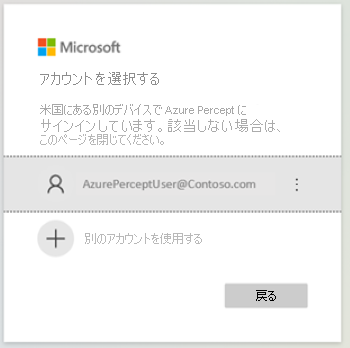 Microsoft
アカウントを選択する
米国にある別のデバイスで Azure Percept に
サインインしています。該当しない場合は、
このページを閉じてください。
AzurePerceptUser@Contoso.com
別のアカウントを使用する
戻る